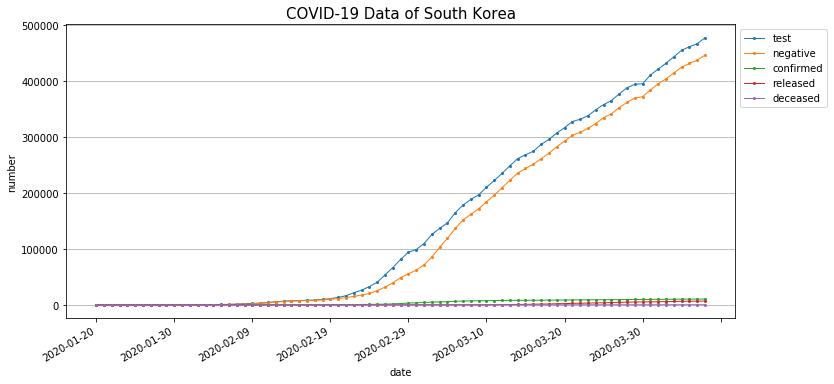 COVID-19 Data of South Korea
500000
400000
300000
200000
100000
0
number
2020-01-20
2020-01-30
2020-02-09
2020-02-19
2020-02-29
2020-03-10
2020-03-20
2020-03-30
date
test
negative
confirmed
released
deceased